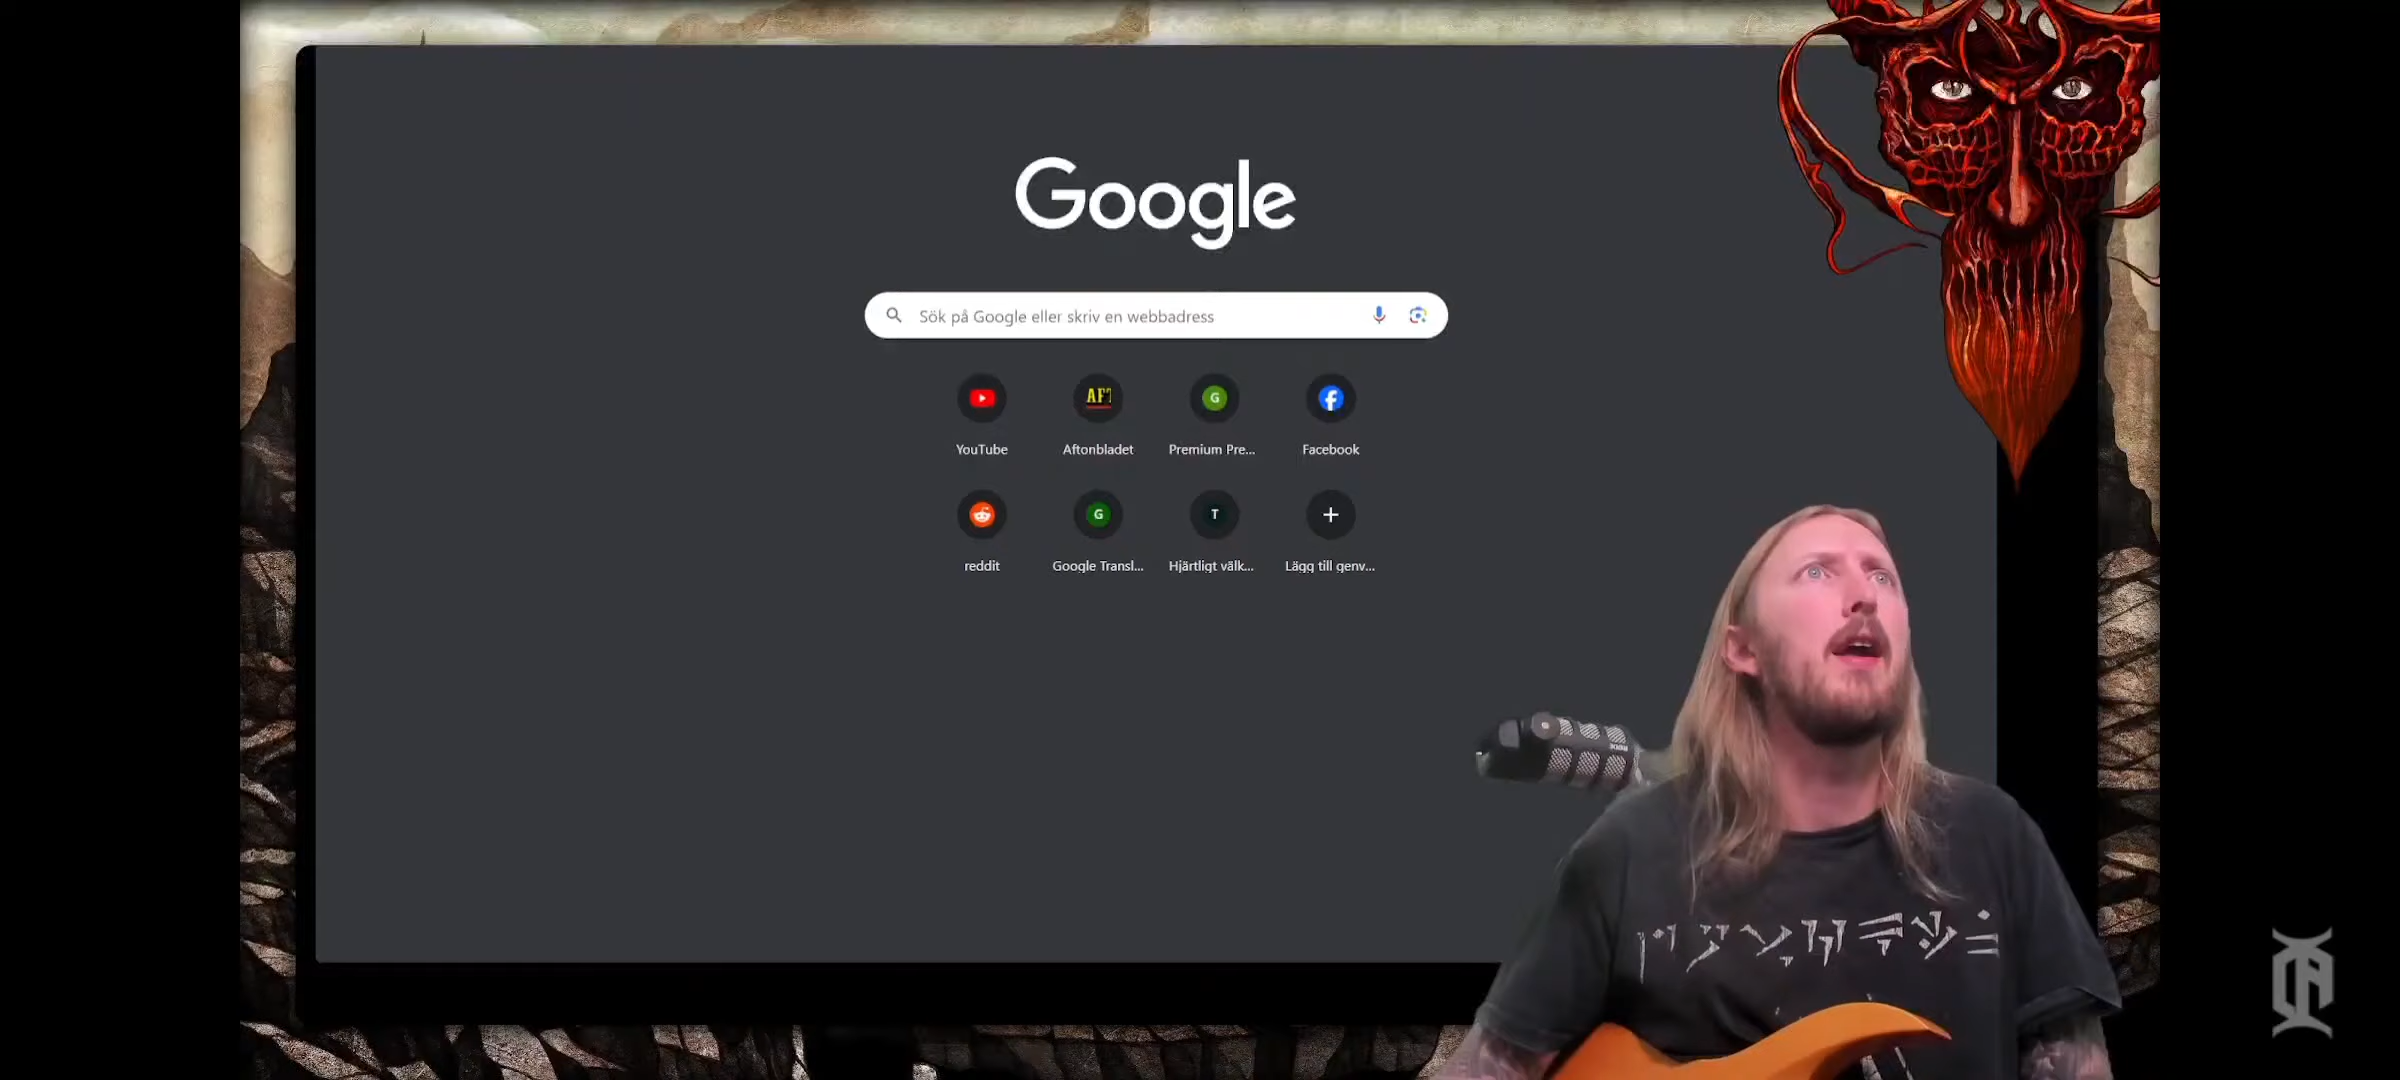 Google
Sök på Google eller skriv en webbadress
YouTube
Aftonbladet
Premium Pre...
Facebook
reddit
Google Transl...
Hjärtligt välk...
Lägg till genv...